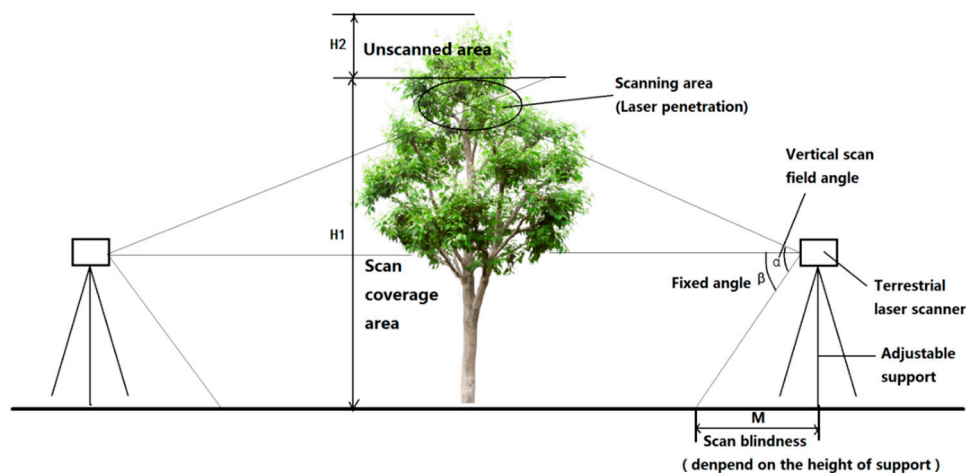 H2
Unscanned area
Scanning area
(Laser penetration)
Vertical scan
field angle
H1
Scan
coverage
area
α
Fixed angle
β
Terrestrial
laser scanner
Adjustable
support
M
Scan blindness
( denpend on the height of support )